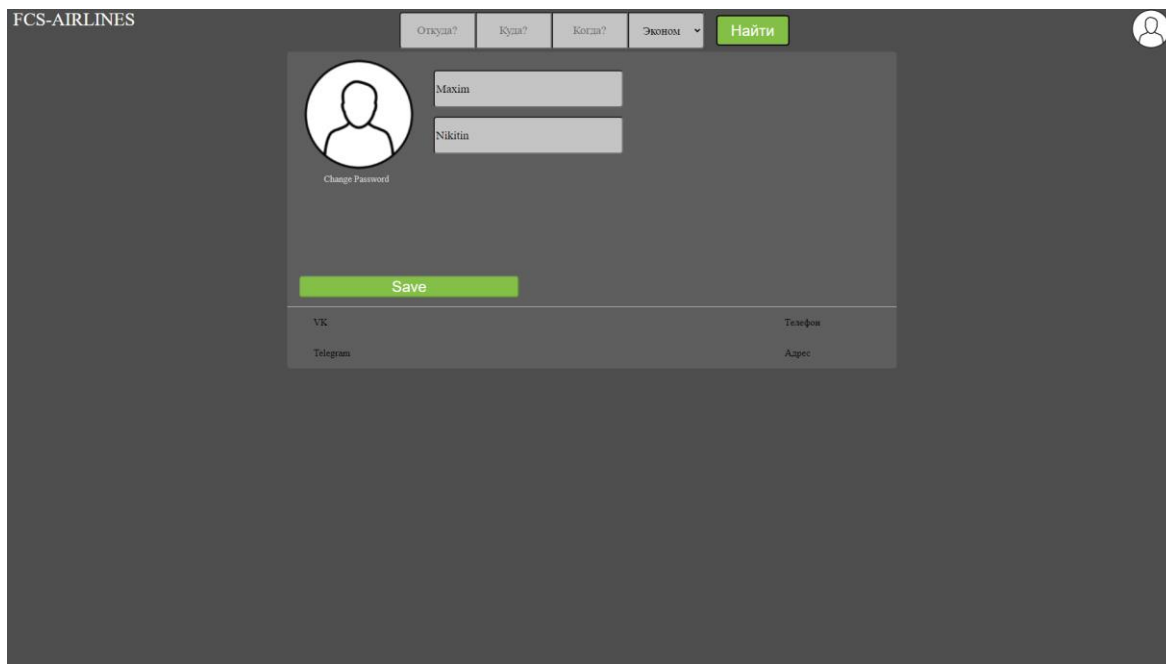 FCS-AIRLINES
Откуда? Куда? Когда? Эконом Найти
Maxim
Nikitin
Change Password
Save
VK Телефон
Telegram Адрес